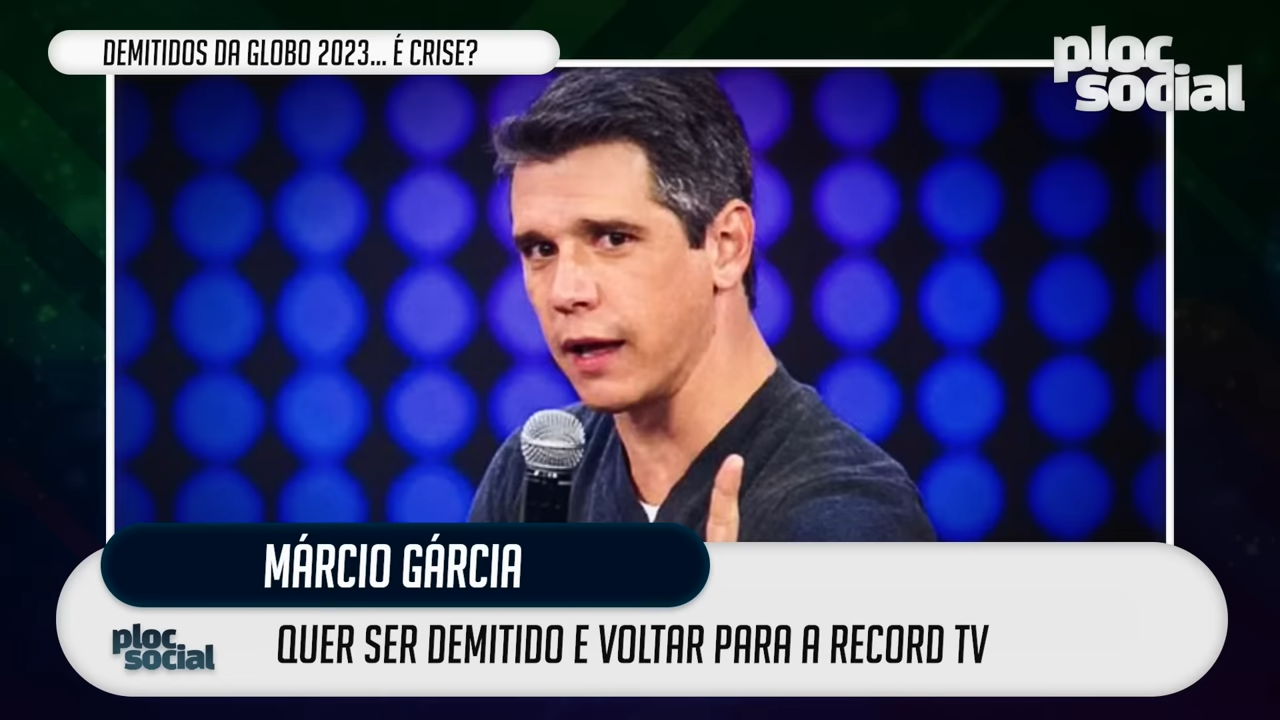 DEMITIDOS DA GLOBO 2023... É CRISE?
ploc
social
MÁRCIO GÁRCIA
ploc
social
QUER SER DEMITIDO E VOLTAR PARA A RECORD TV